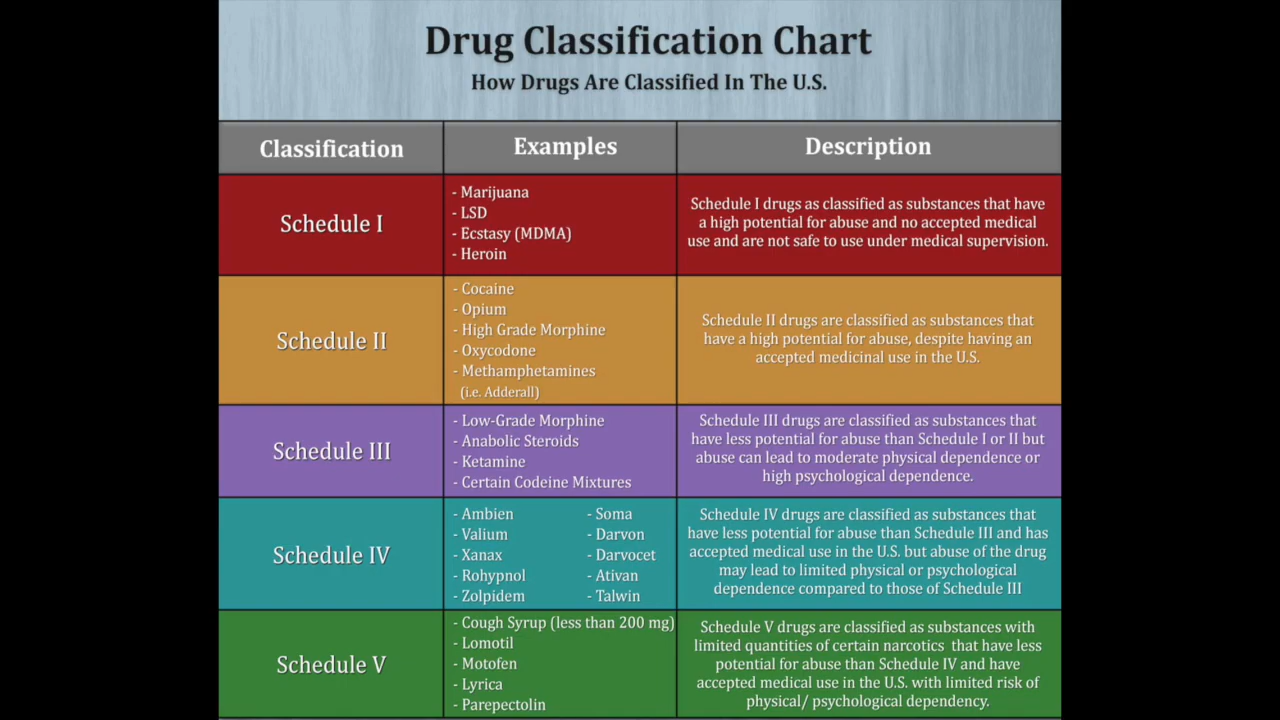 Drug Classification Chart
How Drugs Are Classified In The U.S.
Classification
Examples
Description
Schedule I
- Marijuana
- LSD
- Ecstasy (MDMA)
- Heroin
Schedule I drugs as classified as substances that have
a high potential for abuse and no accepted medical
use and are not safe to use under medical supervision.
Schedule II
- Cocaine
- Opium
- High Grade Morphine
- Oxycodone
- Methamphetamines
(i.e. Adderall)
Schedule II drugs are classified as substances that
have a high potential for abuse, despite having an
accepted medicinal use in the U.S.
Schedule III
- Low-Grade Morphine
- Anabolic Steroids
- Ketamine
- Certain Codeine Mixtures
Schedule III drugs are classified as substances that
have less potential for abuse than Schedule I or II but
abuse can lead to moderate physical dependence or
high psychological dependence.
Schedule IV
- Ambien
- Valium
- Xanax
- Rohypnol
- Zolpidem
- Soma
- Darvon
- Darvocet
- Ativan
- Talwin
Schedule IV drugs are classified as substances that
have less potential for abuse than Schedule III and has
accepted medical use in the U.S. but abuse of the drug
may lead to limited physical or psychological
dependence compared to those of Schedule III
Schedule V
- Cough Syrup (less than 200 mg)
- Lomotil
- Motofen
- Lyrica
- Parepectolin
Schedule V drugs are classified as substances with
limited quantities of certain narcotics that have less
potential for abuse than Schedule IV and have
accepted medical use in the U.S. with limited risk of
physical/ psychological dependency.